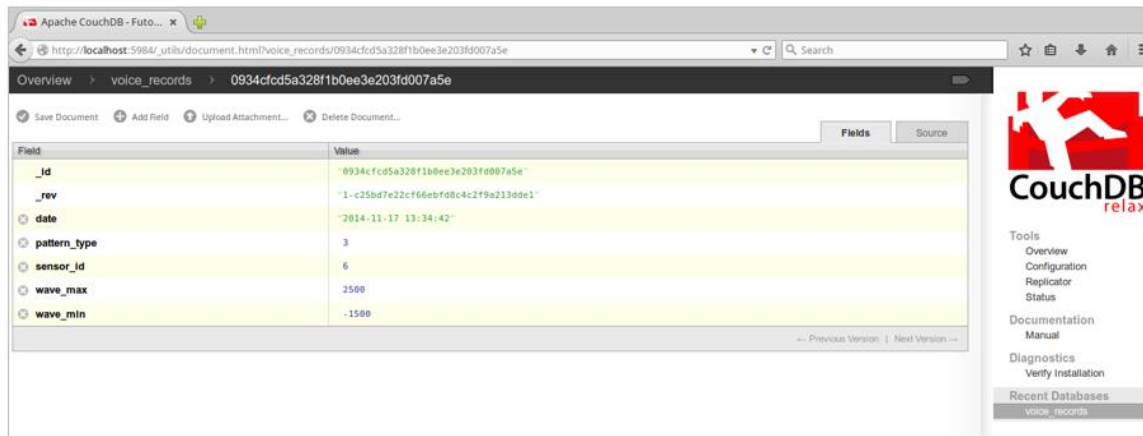 Apache CouchDB - Futo... ×
http://localhost:5984/_utils/document.html?voice_records/0934cfcd5a328f1b0ee3e203fd007a5e
Search
Overview > voice_records > 0934cfcd5a328f1b0ee3e203fd007a5e
Save Document Add Field Upload Attachment... Delete Document...
Fields Source
Field Value
_id "0934cfcd5a328f1b0ee3e203fd007a5e"
_rev "1-c25bd7e22cf66ebfd8c4c2f9a213dde1"
date "2014-11-17 13:34:42"
pattern_type 3
sensor_id 6
wave_max 2500
wave_min -1500
← Previous Version | Next Version →
CouchDB
relax
Tools
Overview
Configuration
Replicator
Status
Documentation
Manual
Diagnostics
Verify Installation
Recent Databases
voice_records